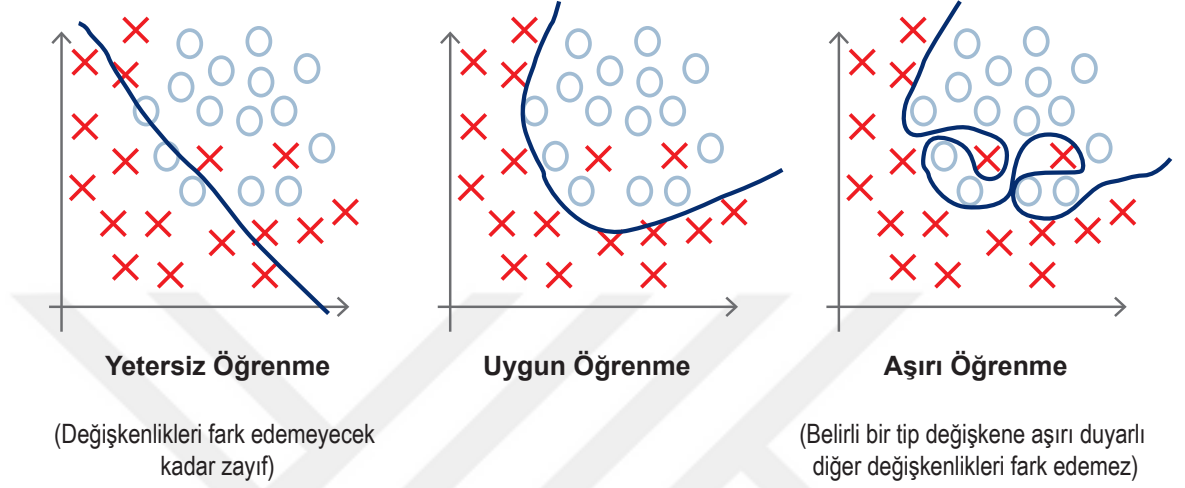 Yetersiz Öğrenme
Uygun Öğrenme
Aşırı Öğrenme
(Değişkenlikleri fark edemeyecek
kadar zayıf)
(Belirli bir tip değişkene aşırı duyarlı
diğer değişkenlikleri fark edemez)